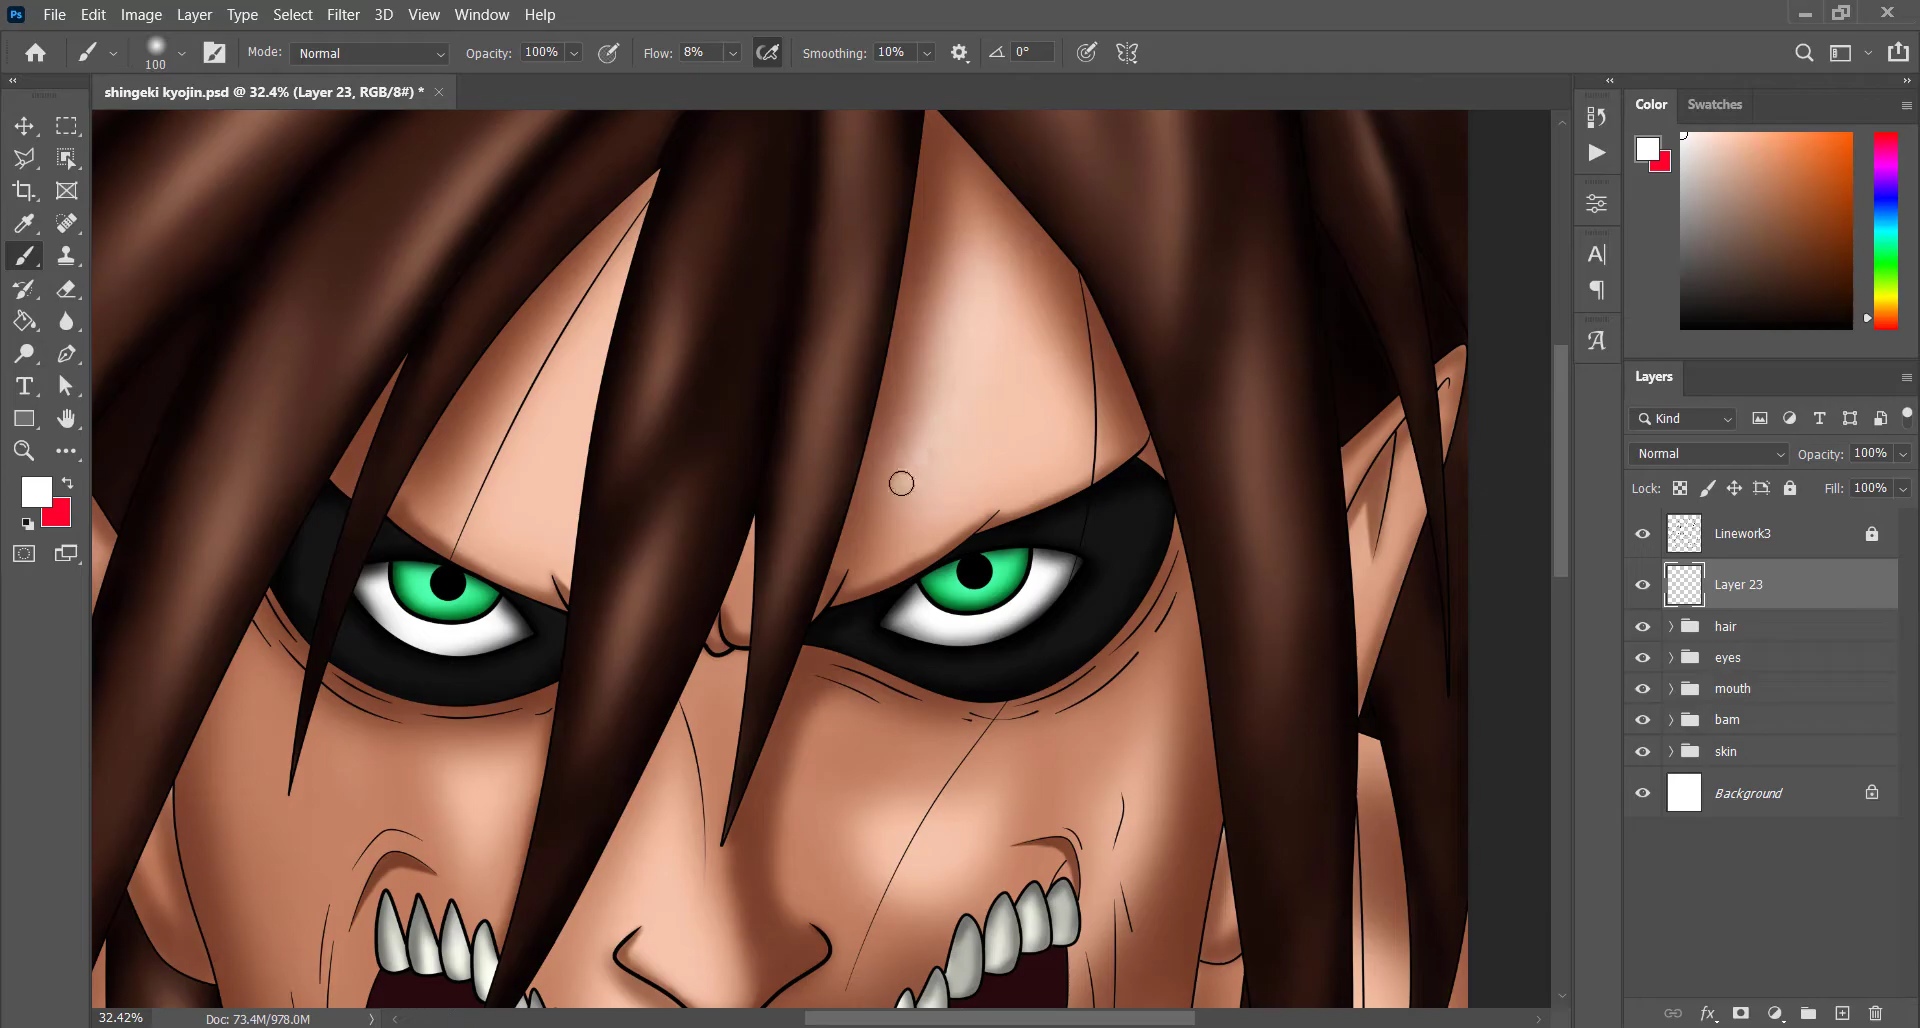 Ps File Edit Image Layer Type Select Filter 3D View Window Help
100 Mode: Normal Opacity: 100% Flow: 8% Smoothing: 10% 0°
shingeki kyojin.psd @ 32.4% (Layer 23, RGB/8#) *
Color Swatches
Layers
Kind
Normal Opacity: 100%
Lock: Fill: 100%
Linework3
Layer 23
hair
eyes
mouth
bam
skin
Background
fx
32.42% Doc: 73.4M/978.0M